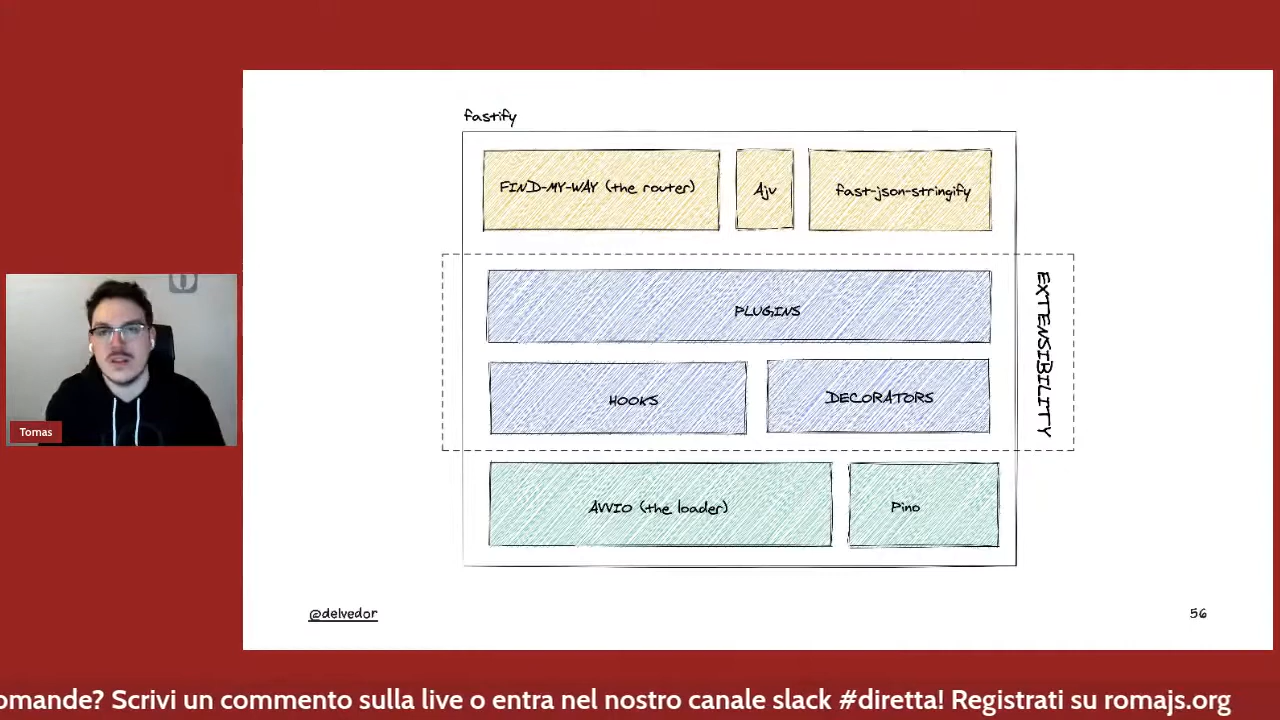 fastify
FIND-MY-WAY (the router)
Ajv
fast-json-stringify
PLUGINS
HOOKS
DECORATORS
EXTENSIBILITY
AVVIO (the loader)
Pino
Tomas
@delvedor
56
omande? Scrivi un commento sulla live o entra nel nostro canale slack #diretta! Registrati su romajs.org